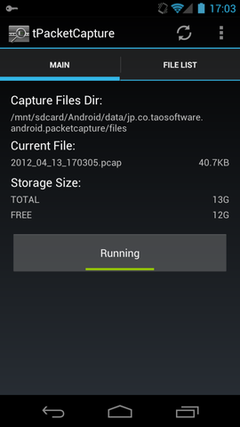 17:03
tPacketCapture
MAIN
FILE LIST
Capture Files Dir:
/mnt/sdcard/Android/data/jp.co.taosoftware.
android.packetcapture/files
Current File:
2012_04_13_170305.pcap 40.7KB
Storage Size:
TOTAL 13G
FREE 12G
Running